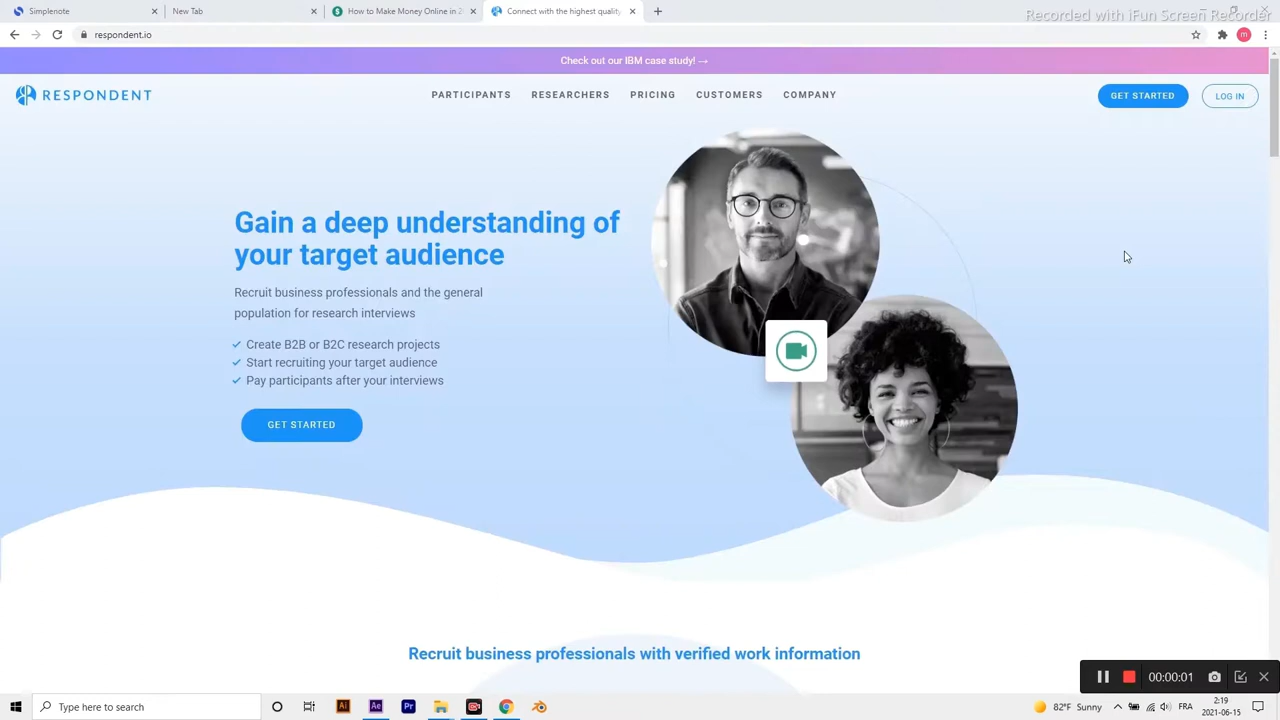 Simplenote
New Tab
How to Make Money Online in 2
Connect with the highest quality
Recorded with iFun Screen Recorder
respondent.io
m
Check out our IBM case study! →
RESPONDENT
PARTICIPANTS
RESEARCHERS
PRICING
CUSTOMERS
COMPANY
GET STARTED
LOG IN
Gain a deep understanding of
your target audience
Recruit business professionals and the general
population for research interviews
Create B2B or B2C research projects
Start recruiting your target audience
Pay participants after your interviews
GET STARTED
Recruit business professionals with verified work information
00:00:01
Type here to search
Ai
Ae
Pr
82°F Sunny
FRA
2:19
2021-06-15